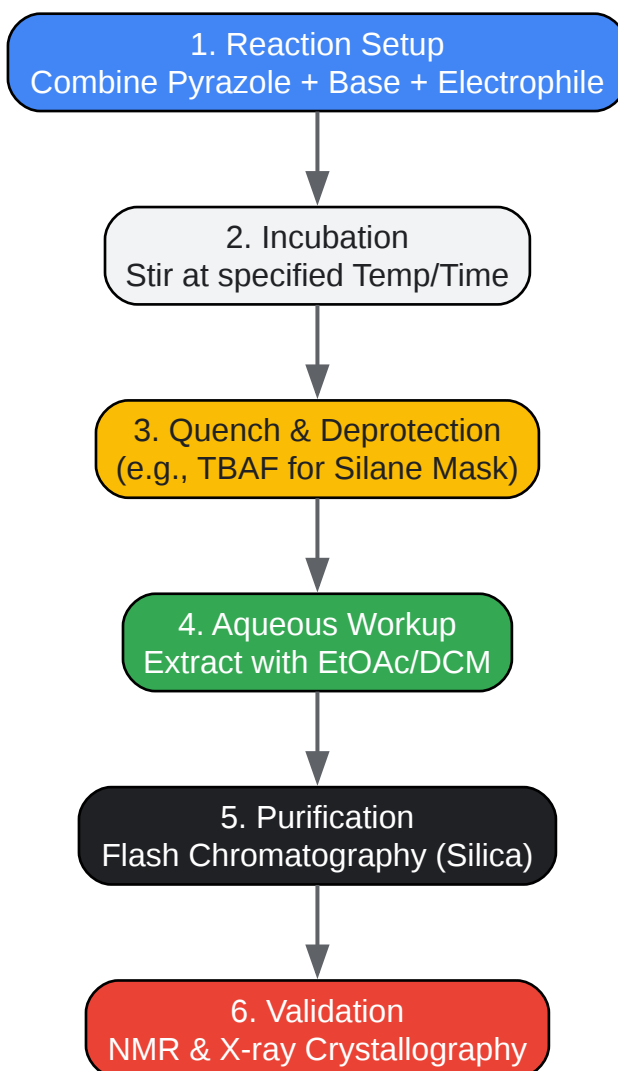 1. Reaction Setup
Combine Pyrazole + Base + Electrophile
2. Incubation
Stir at specified Temp/Time
3. Quench & Deprotection
(e.g., TBAF for Silane Mask)
4. Aqueous Workup
Extract with EtOAc/DCM
5. Purification
Flash Chromatography (Silica)
6. Validation
NMR & X-ray Crystallography